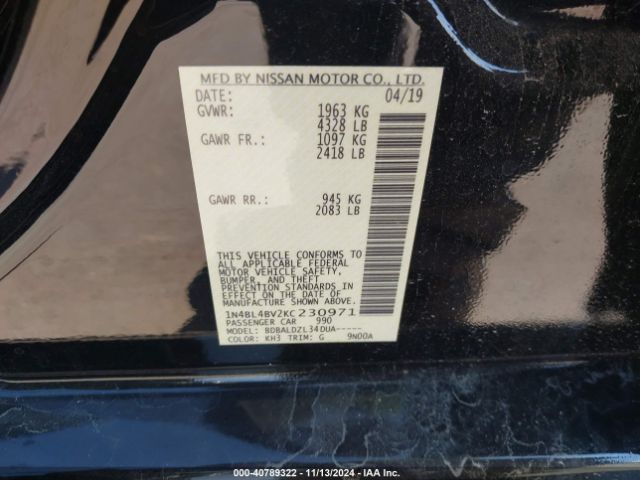 MFD BY NISSAN MOTOR CO., LTD.
DATE: 04/19
GVWR: 1963 KG
4328 LB
GAWR FR.: 1097 KG
2418 LB
GAWR RR.: 945 KG
2083 LB
THIS VEHICLE CONFORMS TO
ALL APPLICABLE FEDERAL
MOTOR VEHICLE SAFETY,
BUMPER, AND THEFT
PREVENTION STANDARDS
IN EFFECT ON THE DATE OF
MANUFACTURE SHOWN ABOVE.
1N4BL4BV2KC230971
PASSENGER CAR 990
MODEL: BDBALDZL34DUA-----
COLOR: KH3 TRIM: G 9N00A
000-40789322 - 11/13/2024 - IAA Inc.